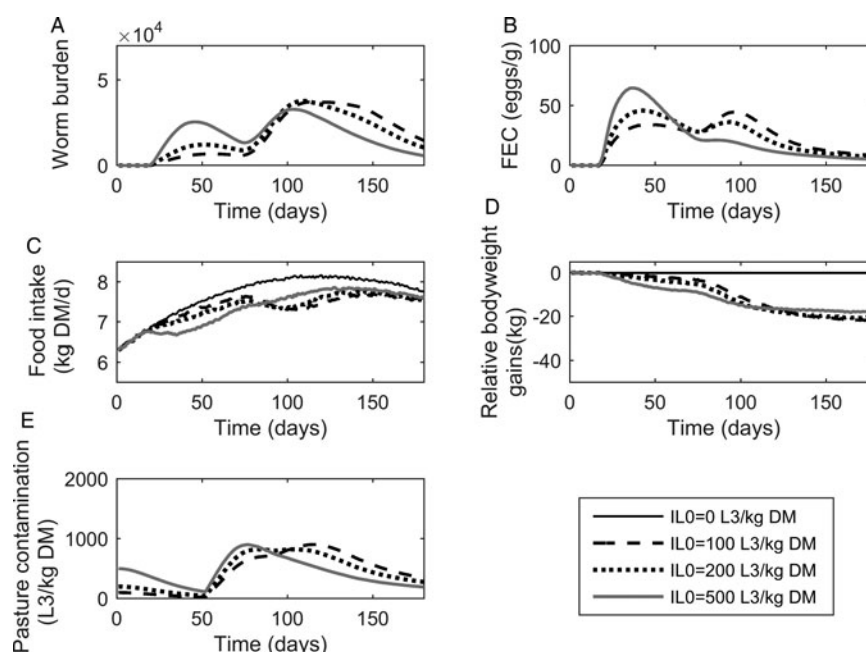 A
×10⁴
Worm burden
5
0
0 50 100 150
Time (days)
B
FEC (eggs/g)
100
50
0
0 50 100 150
Time (days)
C
Food intake
(kg DM/d)
8
7
6
0 50 100 150
Time (days)
D
Relative bodyweight
gains(kg)
0
-20
-40
0 50 100 150
Time (days)
E
Pasture contamination
(L3/kg DM)
2000
1000
0
0 50 100 150
Time (days)
IL0=0 L3/kg DM
IL0=100 L3/kg DM
IL0=200 L3/kg DM
IL0=500 L3/kg DM